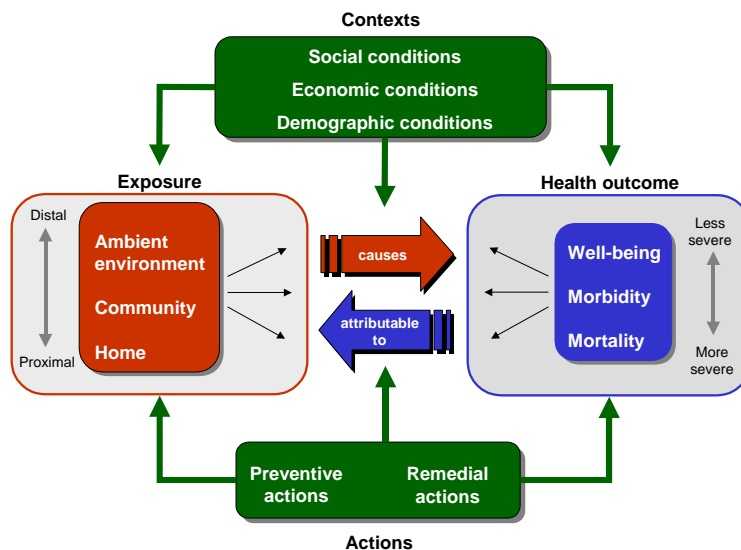 Contexts
Social conditions
Economic conditions
Demographic conditions
Exposure
Distal
Ambient
environment
Community
Home
Proximal
causes
attributable
to
Health outcome
Well-being
Morbidity
Mortality
Less
severe
More
severe
Preventive
actions
Remedial
actions
Actions